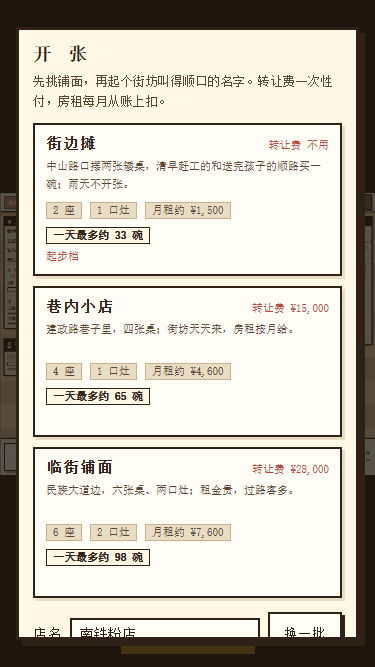 开 张
先挑铺面，再起个街坊叫得顺口的名字。转让费一次性
付，房租每月从账上扣。
街边摊 转让费 不用
中山路口摆两张矮桌，清早赶工的和送完孩子的顺路买一
碗；雨天不开张。
2 座 1 口灶 月租约 ¥1,500
一天最多约 33 碗
起步档
巷内小店 转让费 ¥15,000
建政路巷子里，四张桌；街坊天天来，房租按月给。
4 座 1 口灶 月租约 ¥4,600
一天最多约 65 碗
临街铺面 转让费 ¥28,000
民族大道边，六张桌、两口灶；租金贵，过路客多。
6 座 2 口灶 月租约 ¥7,600
一天最多约 98 碗
店名 南铁粉店 换一批